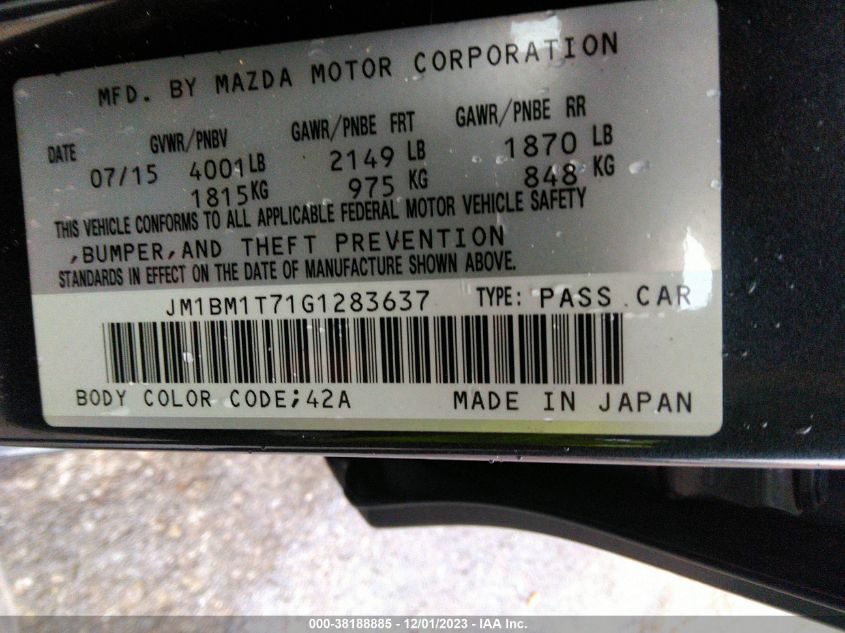 MFD. BY MAZDA MOTOR CORPORATION
DATE GVWR/PNBV GAWR/PNBE FRT GAWR/PNBE RR
07/15 4001LB 2149 LB 1870 LB
1815KG 975 KG 848 KG
THIS VEHICLE CONFORMS TO ALL APPLICABLE FEDERAL MOTOR VEHICLE SAFETY
,BUMPER,AND THEFT PREVENTION
STANDARDS IN EFFECT ON THE DATE OF MANUFACTURE SHOWN ABOVE.
JM1BM1T71G1283637 TYPE: PASS CAR
BODY COLOR CODE;42A MADE IN JAPAN
000-38188885 - 12/01/2023 - IAA Inc.